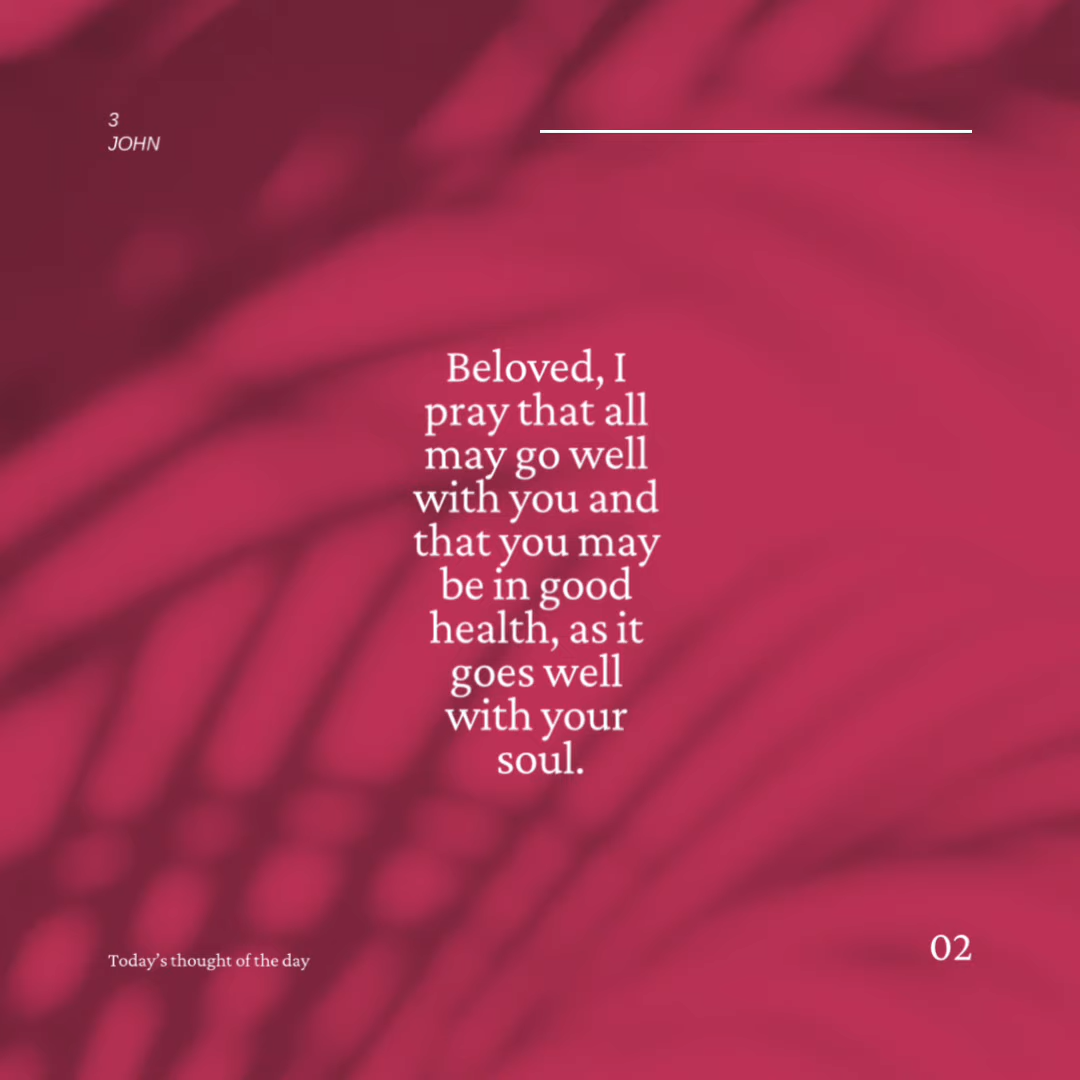 3
JOHN
Beloved, I
pray that all
may go well
with you and
that you may
be in good
health, as it
goes well
with your
soul.
Today’s thought of the day
02